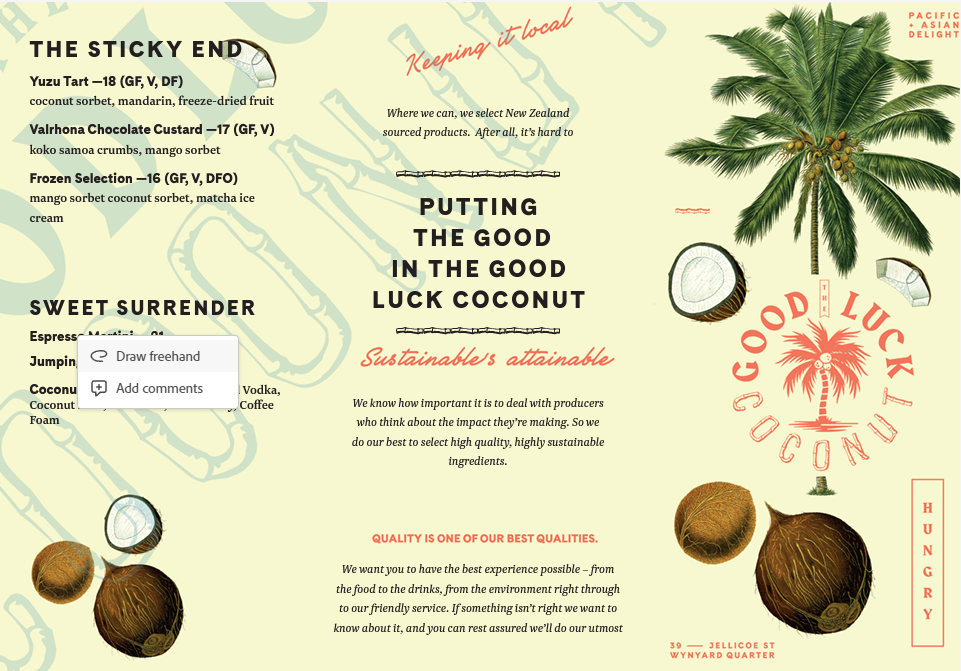 THE STICKY END
Yuzu Tart —18 (GF, V, DF)
coconut sorbet, mandarin, freeze-dried fruit
Valrhona Chocolate Custard —17 (GF, V)
koko samoa crumbs, mango sorbet
Frozen Selection —16 (GF, V, DFO)
mango sorbet coconut sorbet, matcha ice
cream
SWEET SURRENDER
Espresso Martini —21
Draw freehand
Add comments
Vodka,
Coconut Coffee
Foam
Keeping it local
Where we can, we select New Zealand
sourced products. After all, it's hard to
PUTTING
THE GOOD
IN THE GOOD
LUCK COCONUT
Sustainable's attainable
We know how important it is to deal with producers
who think about the impact they're making. So we
do our best to select high quality, highly sustainable
ingredients.
QUALITY IS ONE OF OUR BEST QUALITIES.
We want you to have the best experience possible – from
the food to the drinks, from the environment right through
to our friendly service. If something isn't right we want to
know about it, and you can rest assured we'll do our utmost
PACIFIC
+ ASIAN
DELIGHT
THE
GOOD LUCK
COCONUT
HUNGRY
39 — JELLICOE ST
WYNYARD QUARTER